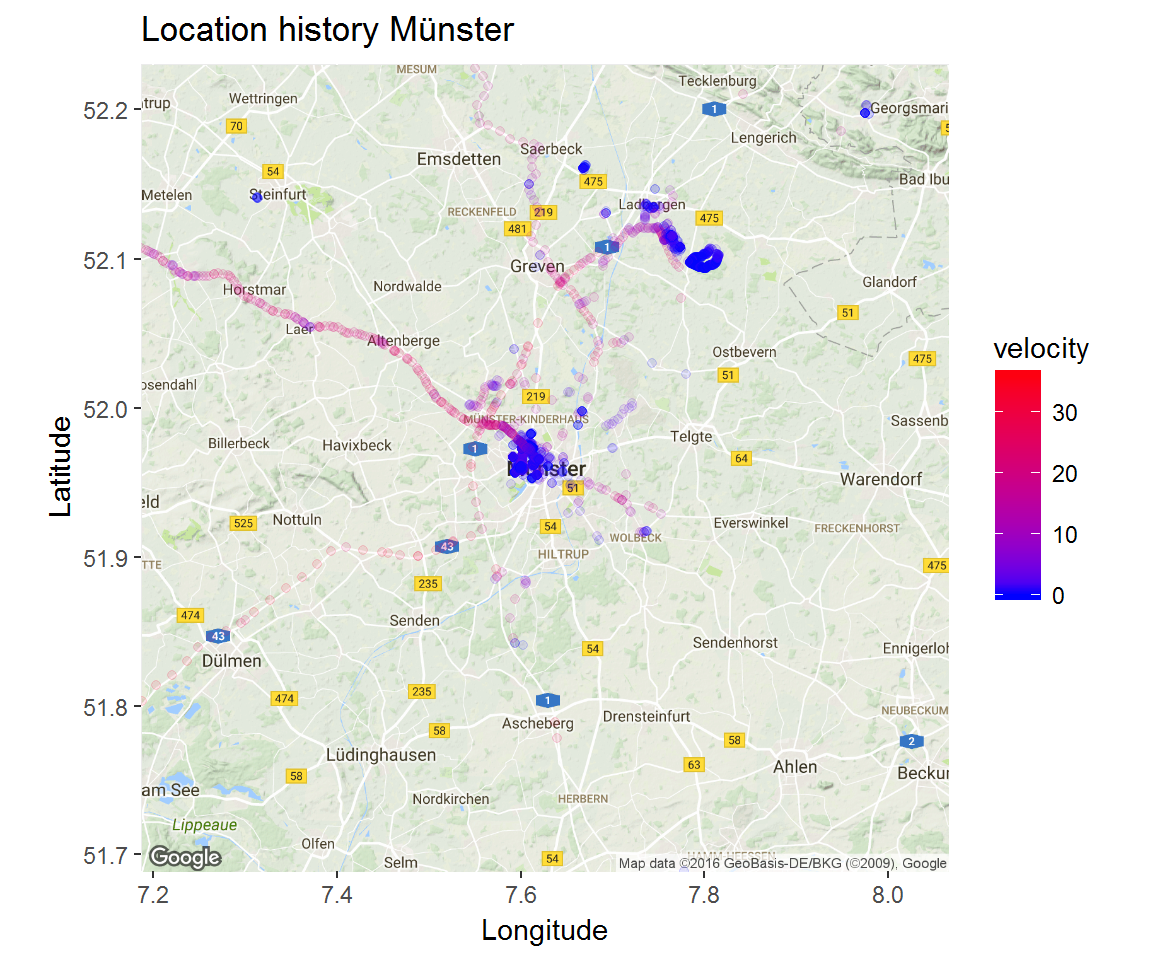 Location history Münster
MESUM
Tecklenburg
trup
Wettringen
1
Georgsmari
52.2
70
Lengerich
Emsdetten
Saerbeck
54
475
Bad Ibu
Metelen
Steinfurt
RECKENFELD
219
Ladbergen
475
481
1
52.1
Greven
Horstmar
Nordwalde
Glandorf
51
Laer
Altenberge
Ostbevern
475
51
osendahl
219
52.0
MÜNSTER-KINDERHAUS
Sassenb
Billerbeck
Havixbeck
1
Telgte
64
Münster
Warendorf
51
eld
525
Nottuln
54
Everswinkel
FRECKENHORST
43
WOLBECK
51.9
TTE
HILTRUP
475
235
474
Senden
43
Sendenhorst
54
Ennigerloh
Dülmen
474
235
1
51.8
Ascheberg
Drensteinfurt
NEUBECKUM
58
58
2
Lüdinghausen
63
Ahlen
Beckur
58
am See
Nordkirchen
HERBERN
Lippeaue
Olfen
51.7
Google
Selm
54
HAMM-HEESSEN
Map data ©2016 GeoBasis-DE/BKG (©2009), Google
7.2
7.4
7.6
7.8
8.0
Longitude
Latitude
velocity
30
20
10
0